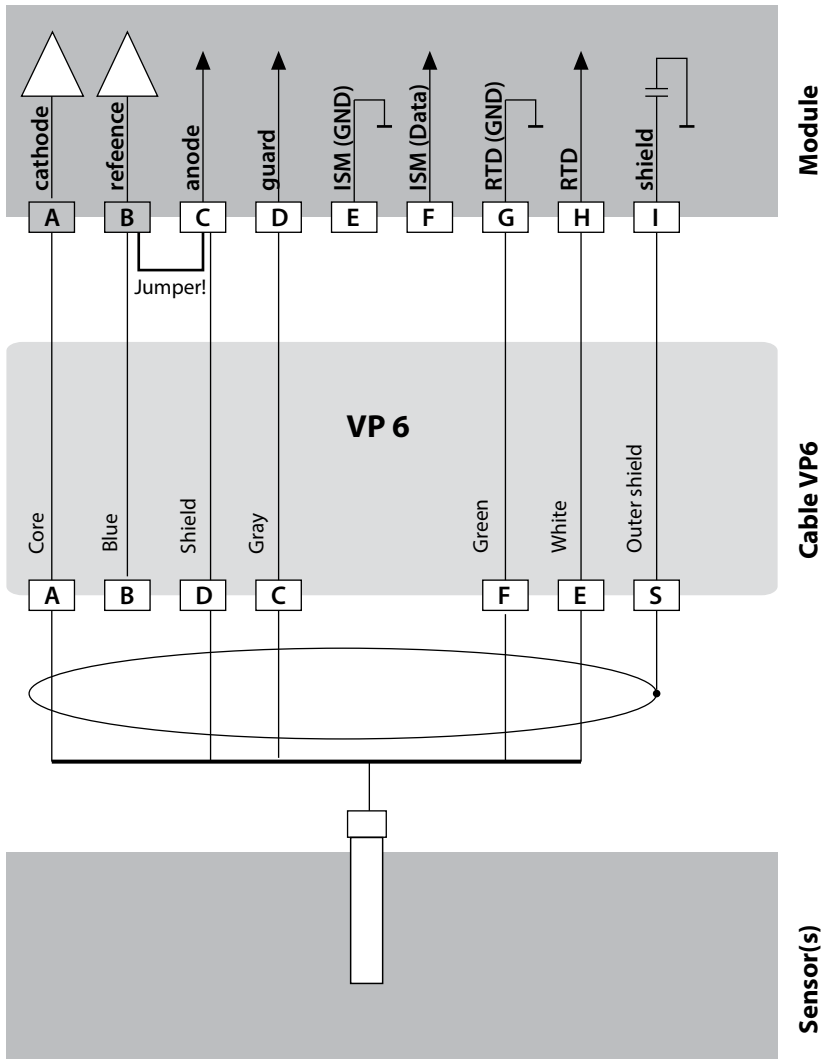 cathode
refeence
anode
guard
ISM (GND)
ISM (Data)
RTD (GND)
RTD
shield
Module
A
B
C
D
E
F
G
H
I
Jumper!
VP 6
Core
Blue
Shield
Gray
Green
White
Outer shield
Cable VP6
A
B
D
C
F
E
S
Sensor(s)